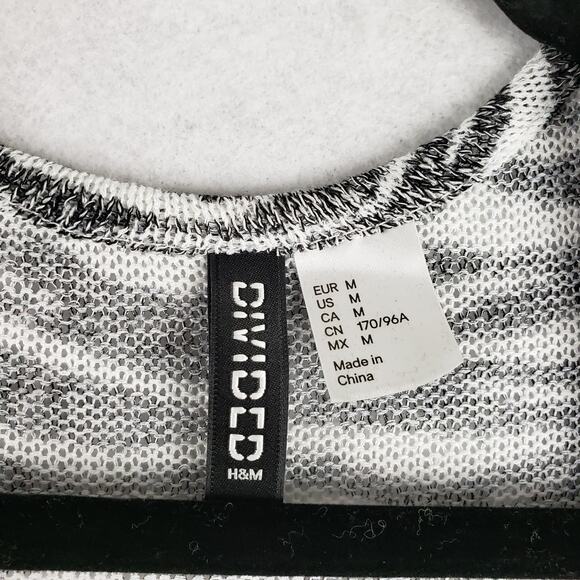 DIVIDED
H&M
EUR M
US M
CA M
CN 170/96A
MX M
Made in
China